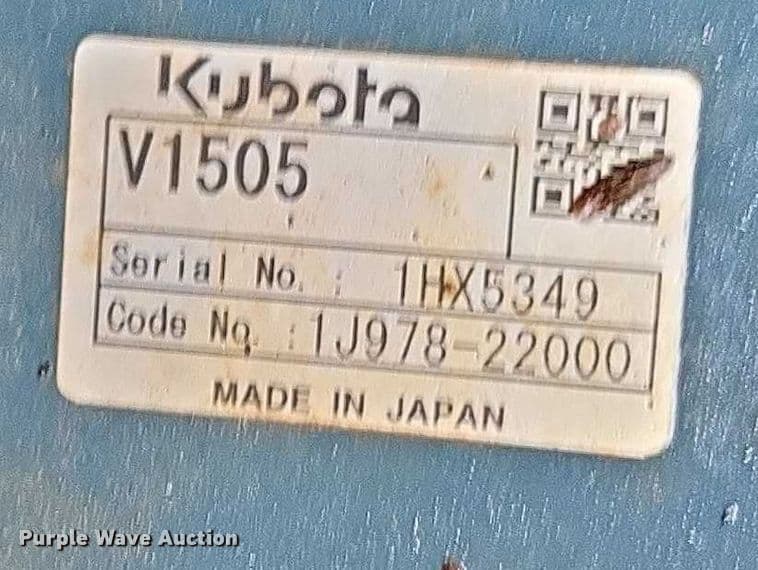 Kubota
V1505
Serial No. : 1HX5349
Code No. : 1J978-22000
MADE IN JAPAN
Purple Wave Auction